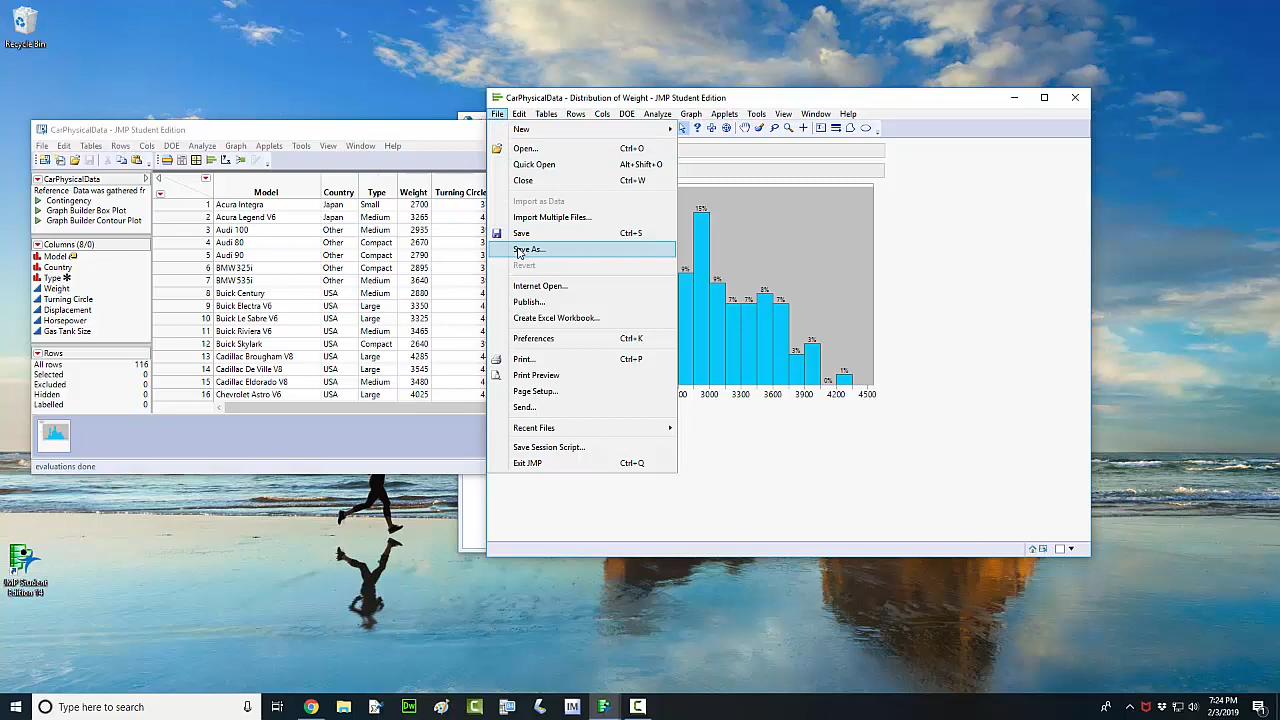 Recycle Bin
JMP Student
Edition 14
CarPhysicalData - JMP Student Edition
File Edit Tables Rows Cols DOE Analyze Graph Applets Tools View Window Help
CarPhysicalData
Reference Data was gathered fr
Contingency
Graph Builder Box Plot
Graph Builder Contour Plot
Columns (8/0)
Model
Country
Type
Weight
Turning Circle
Displacement
Horsepower
Gas Tank Size
Rows
All rows 116
Selected 0
Excluded 0
Hidden 0
Labelled 0
Model Country Type Weight Turning Circle
1 Acura Integra Japan Small 2700
2 Acura Legend V6 Japan Medium 3265
3 Audi 100 Other Medium 2935
4 Audi 80 Other Compact 2670
5 Audi 90 Other Compact 2790
6 BMW 325i Other Compact 2895
7 BMW 535i Other Medium 3640
8 Buick Century USA Medium 2880
9 Buick Electra V6 USA Large 3350
10 Buick Le Sabre V6 USA Large 3325
11 Buick Riviera V6 USA Medium 3465
12 Buick Skylark USA Compact 2640
13 Cadillac Brougham V8 USA Large 4285
14 Cadillac De Ville V8 USA Large 3545
15 Cadillac Eldorado V8 USA Medium 3480
16 Chevrolet Astro V6 USA Large 4025
evaluations done
CarPhysicalData - Distribution of Weight - JMP Student Edition
File Edit Tables Rows Cols DOE Analyze Graph Applets Tools View Window Help
New
Open... Ctrl+O
Quick Open Alt+Shift+O
Close Ctrl+W
Import as Data
Import Multiple Files...
Save Ctrl+S
Save As...
Revert
Internet Open...
Publish...
Create Excel Workbook...
Preferences Ctrl+K
Print... Ctrl+P
Print Preview
Page Setup...
Send...
Recent Files
Save Session Script...
Exit JMP Ctrl+Q
9% 15% 9% 7% 7% 8% 7% 3% 3% 0% 1%
3000 3300 3600 3900 4200 4500
Type here to search
Dw
IM
7:24 PM
2/3/2019